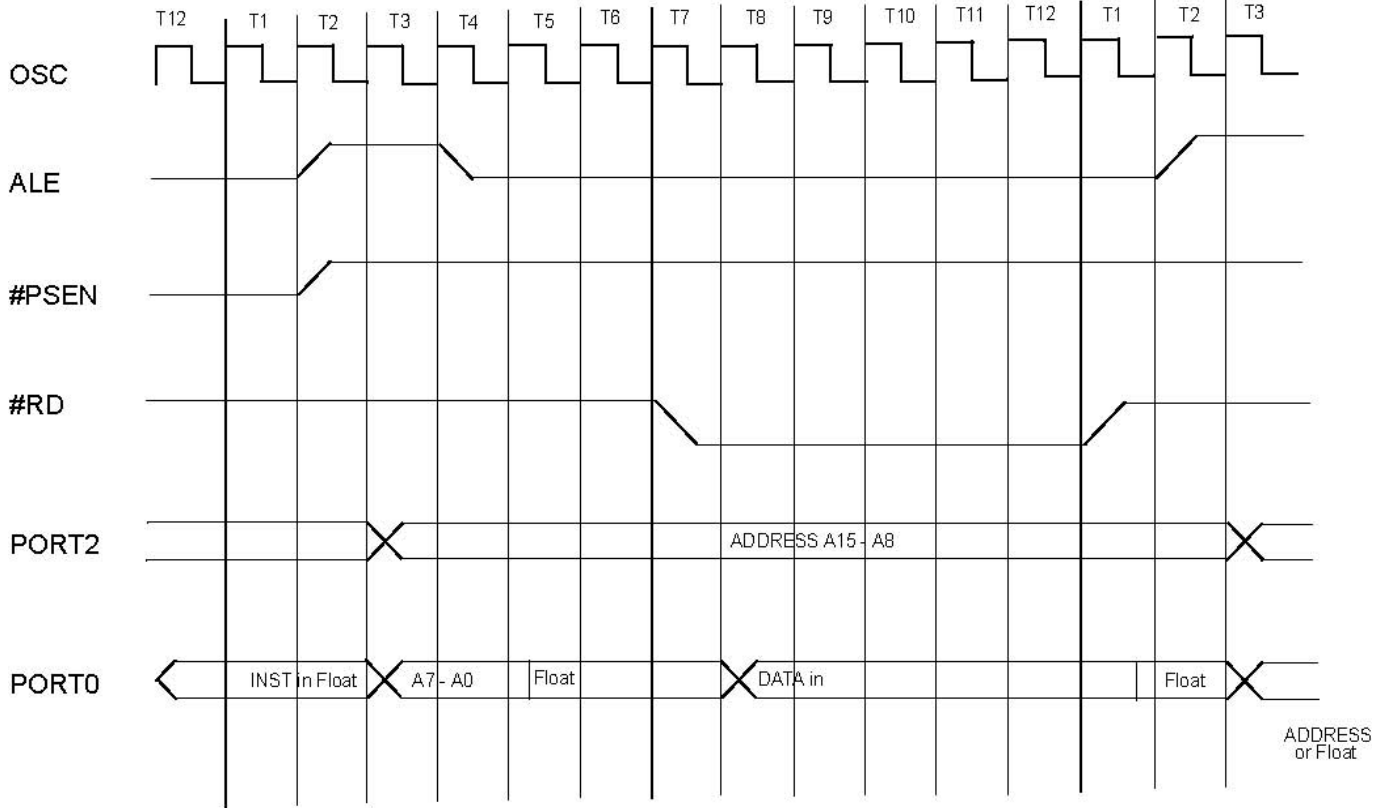 T12 T1 T2 T3 T4 T5 T6 T7 T8 T9 T10 T11 T12 T1 T2 T3
OSC
ALE
#PSEN
#RD
PORT2 ADDRESS A15 - A8
PORT0 INST in Float A7 - A0 Float DATA in Float
ADDRESS
or Float